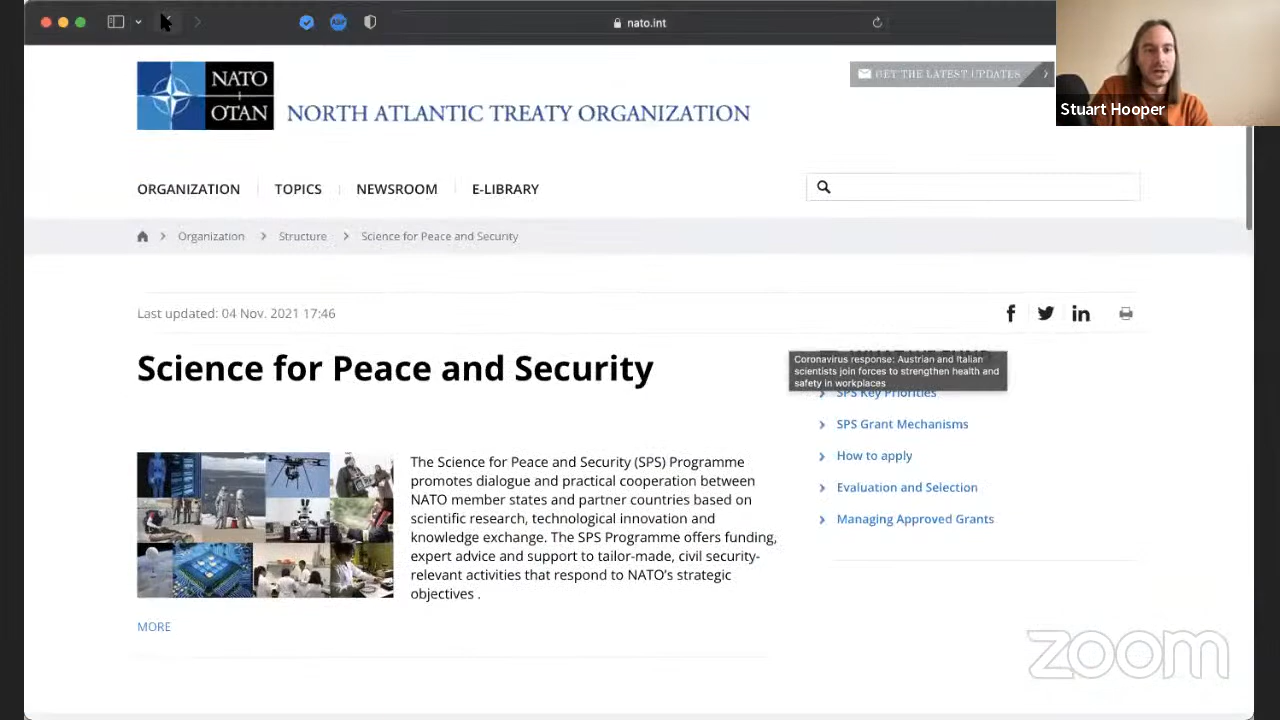 nato.int
NATO
OTAN
NORTH ATLANTIC TREATY ORGANIZATION
GET THE LATEST UPDATES
Stuart Hooper
ORGANIZATION
TOPICS
NEWSROOM
E-LIBRARY
Organization
Structure
Science for Peace and Security
Last updated: 04 Nov. 2021 17:46
Science for Peace and Security
Coronavirus response: Austrian and Italian
scientists join forces to strengthen health and
safety in workplaces
SPS Key Priorities
SPS Grant Mechanisms
How to apply
Evaluation and Selection
Managing Approved Grants
The Science for Peace and Security (SPS) Programme
promotes dialogue and practical cooperation between
NATO member states and partner countries based on
scientific research, technological innovation and
knowledge exchange. The SPS Programme offers funding,
expert advice and support to tailor-made, civil security-
relevant activities that respond to NATO's strategic
objectives .
MORE
zoom